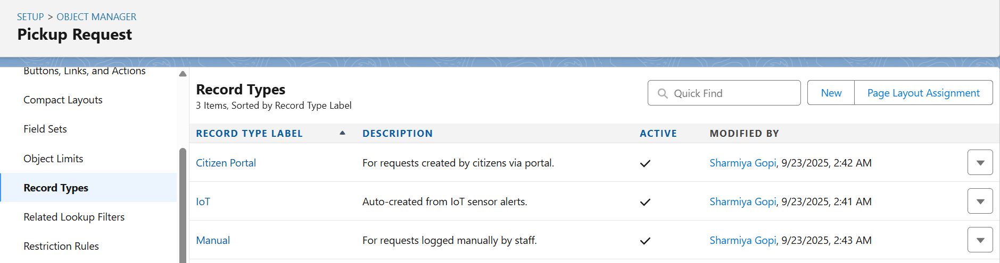 SETUP > OBJECT MANAGER
Pickup Request
Buttons, Links, and Actions
Compact Layouts
Field Sets
Object Limits
Record Types
Related Lookup Filters
Restriction Rules
Record Types
3 Items, Sorted by Record Type Label
Quick Find
New
Page Layout Assignment
RECORD TYPE LABEL DESCRIPTION ACTIVE MODIFIED BY
Citizen Portal For requests created by citizens via portal. Sharmiya Gopi, 9/23/2025, 2:42 AM
IoT Auto-created from IoT sensor alerts. Sharmiya Gopi, 9/23/2025, 2:41 AM
Manual For requests logged manually by staff. Sharmiya Gopi, 9/23/2025, 2:43 AM